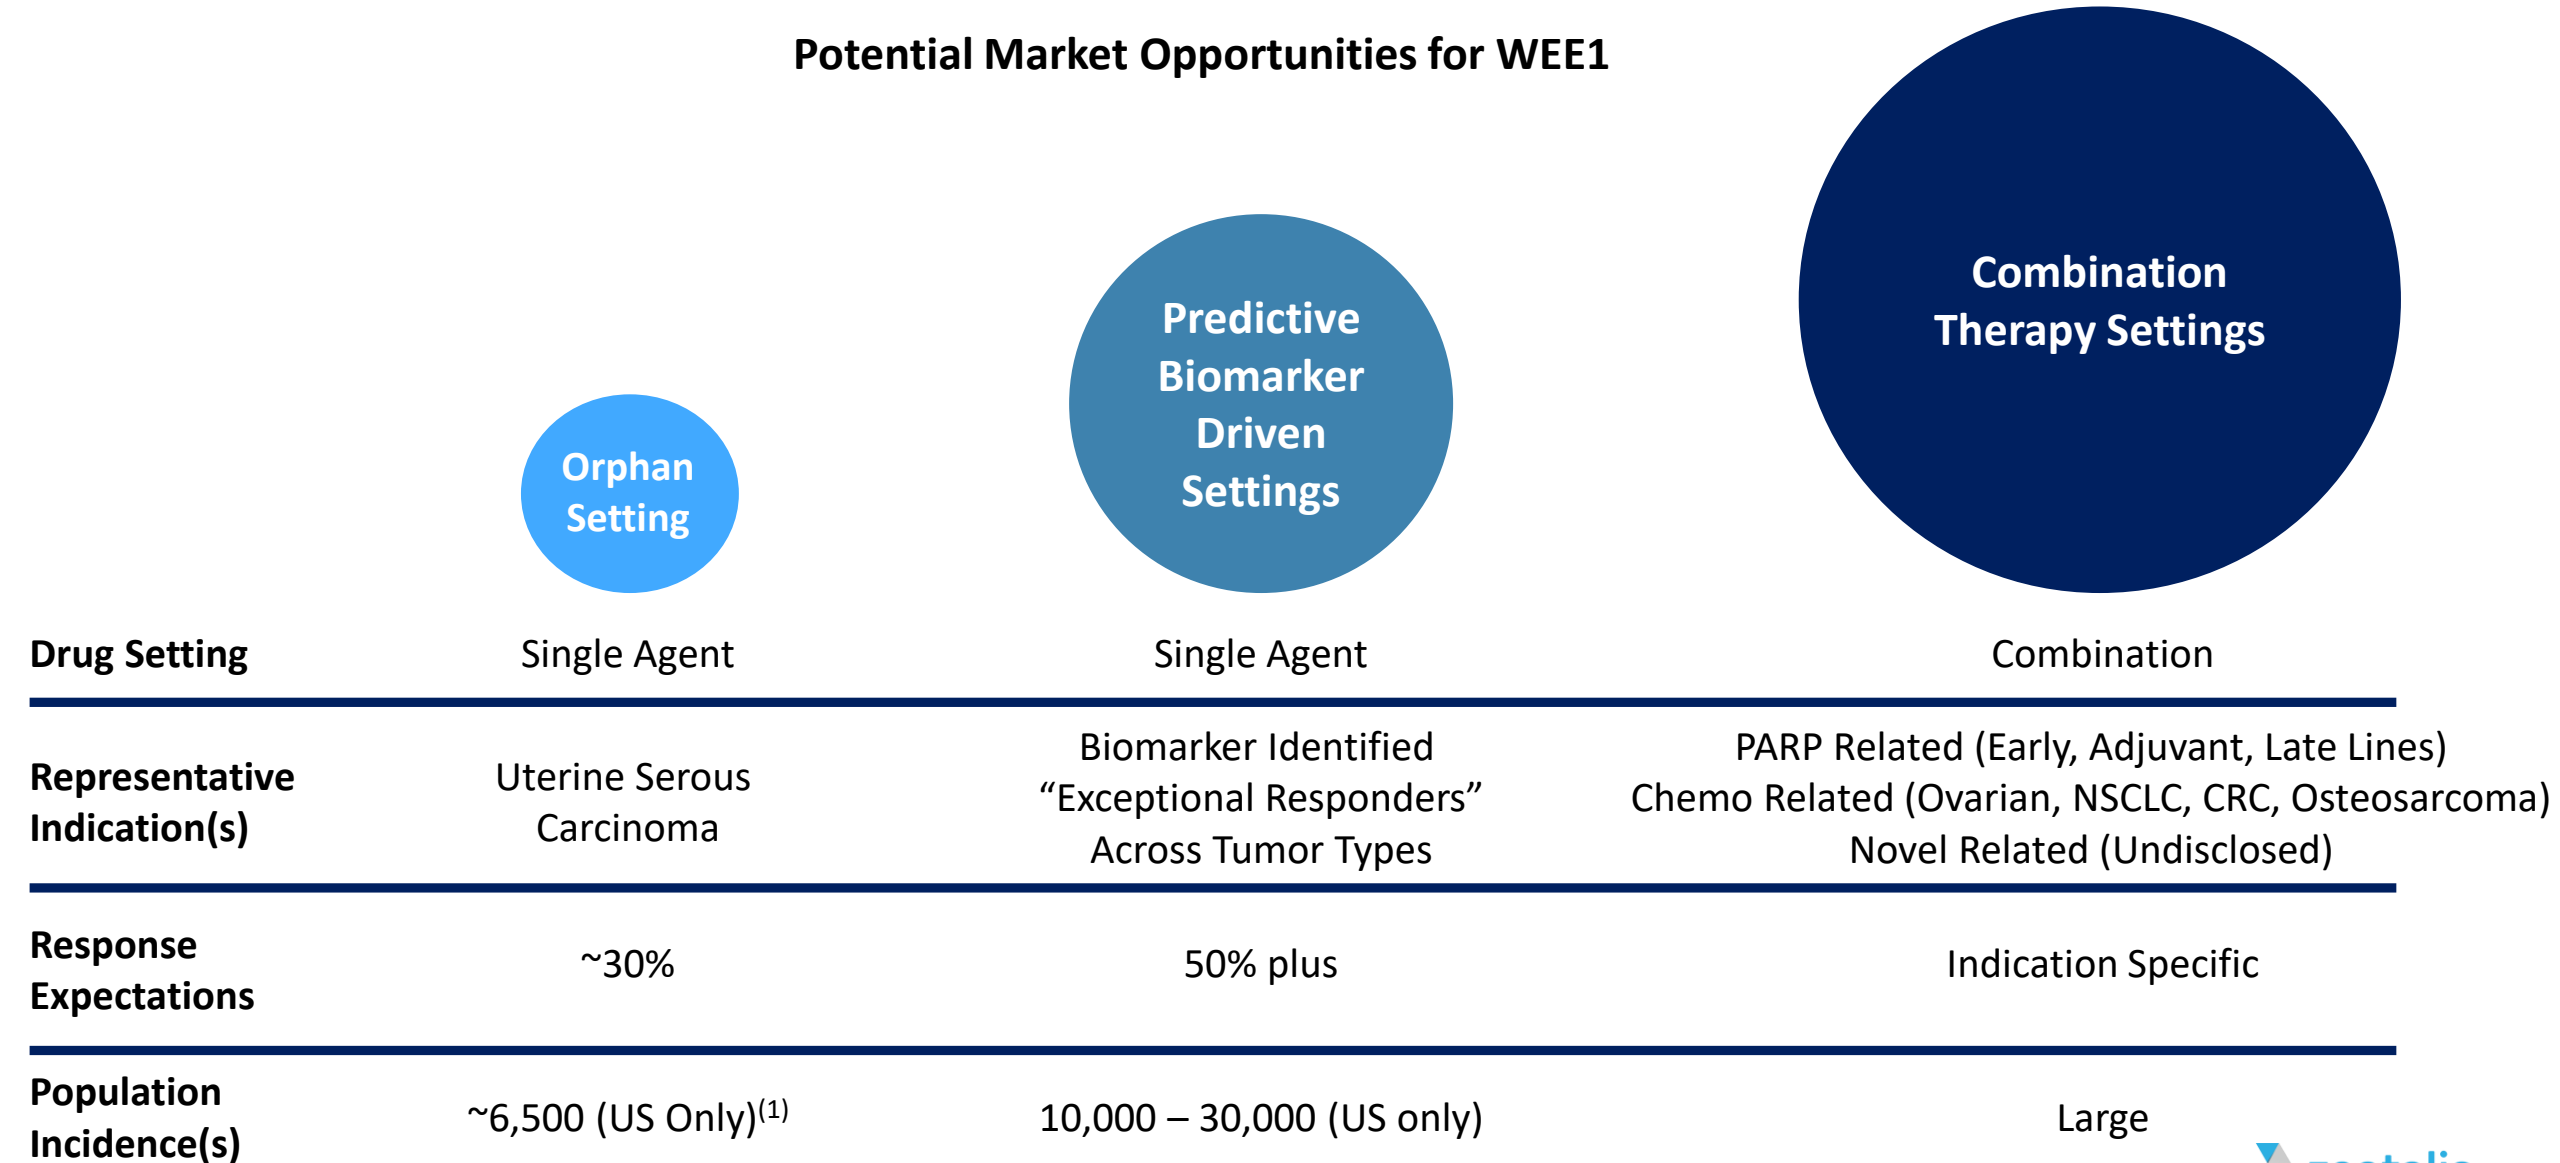 Potential Market Opportunities for WEE1
Orphan
Setting
Predictive
Biomarker
Driven
Settings
Combination
Therapy Settings
Drug Setting
Single Agent
Single Agent
Combination
Representative
Indication(s)
Uterine Serous
Carcinoma
Biomarker Identified
“Exceptional Responders”
Across Tumor Types
PARP Related (Early, Adjuvant, Late Lines)
Chemo Related (Ovarian, NSCLC, CRC, Osteosarcoma)
Novel Related (Undisclosed)
Response
Expectations
~30%
50% plus
Indication Specific
Population
Incidence(s)
~6,500 (US Only)(1)
10,000 – 30,000 (US only)
Large